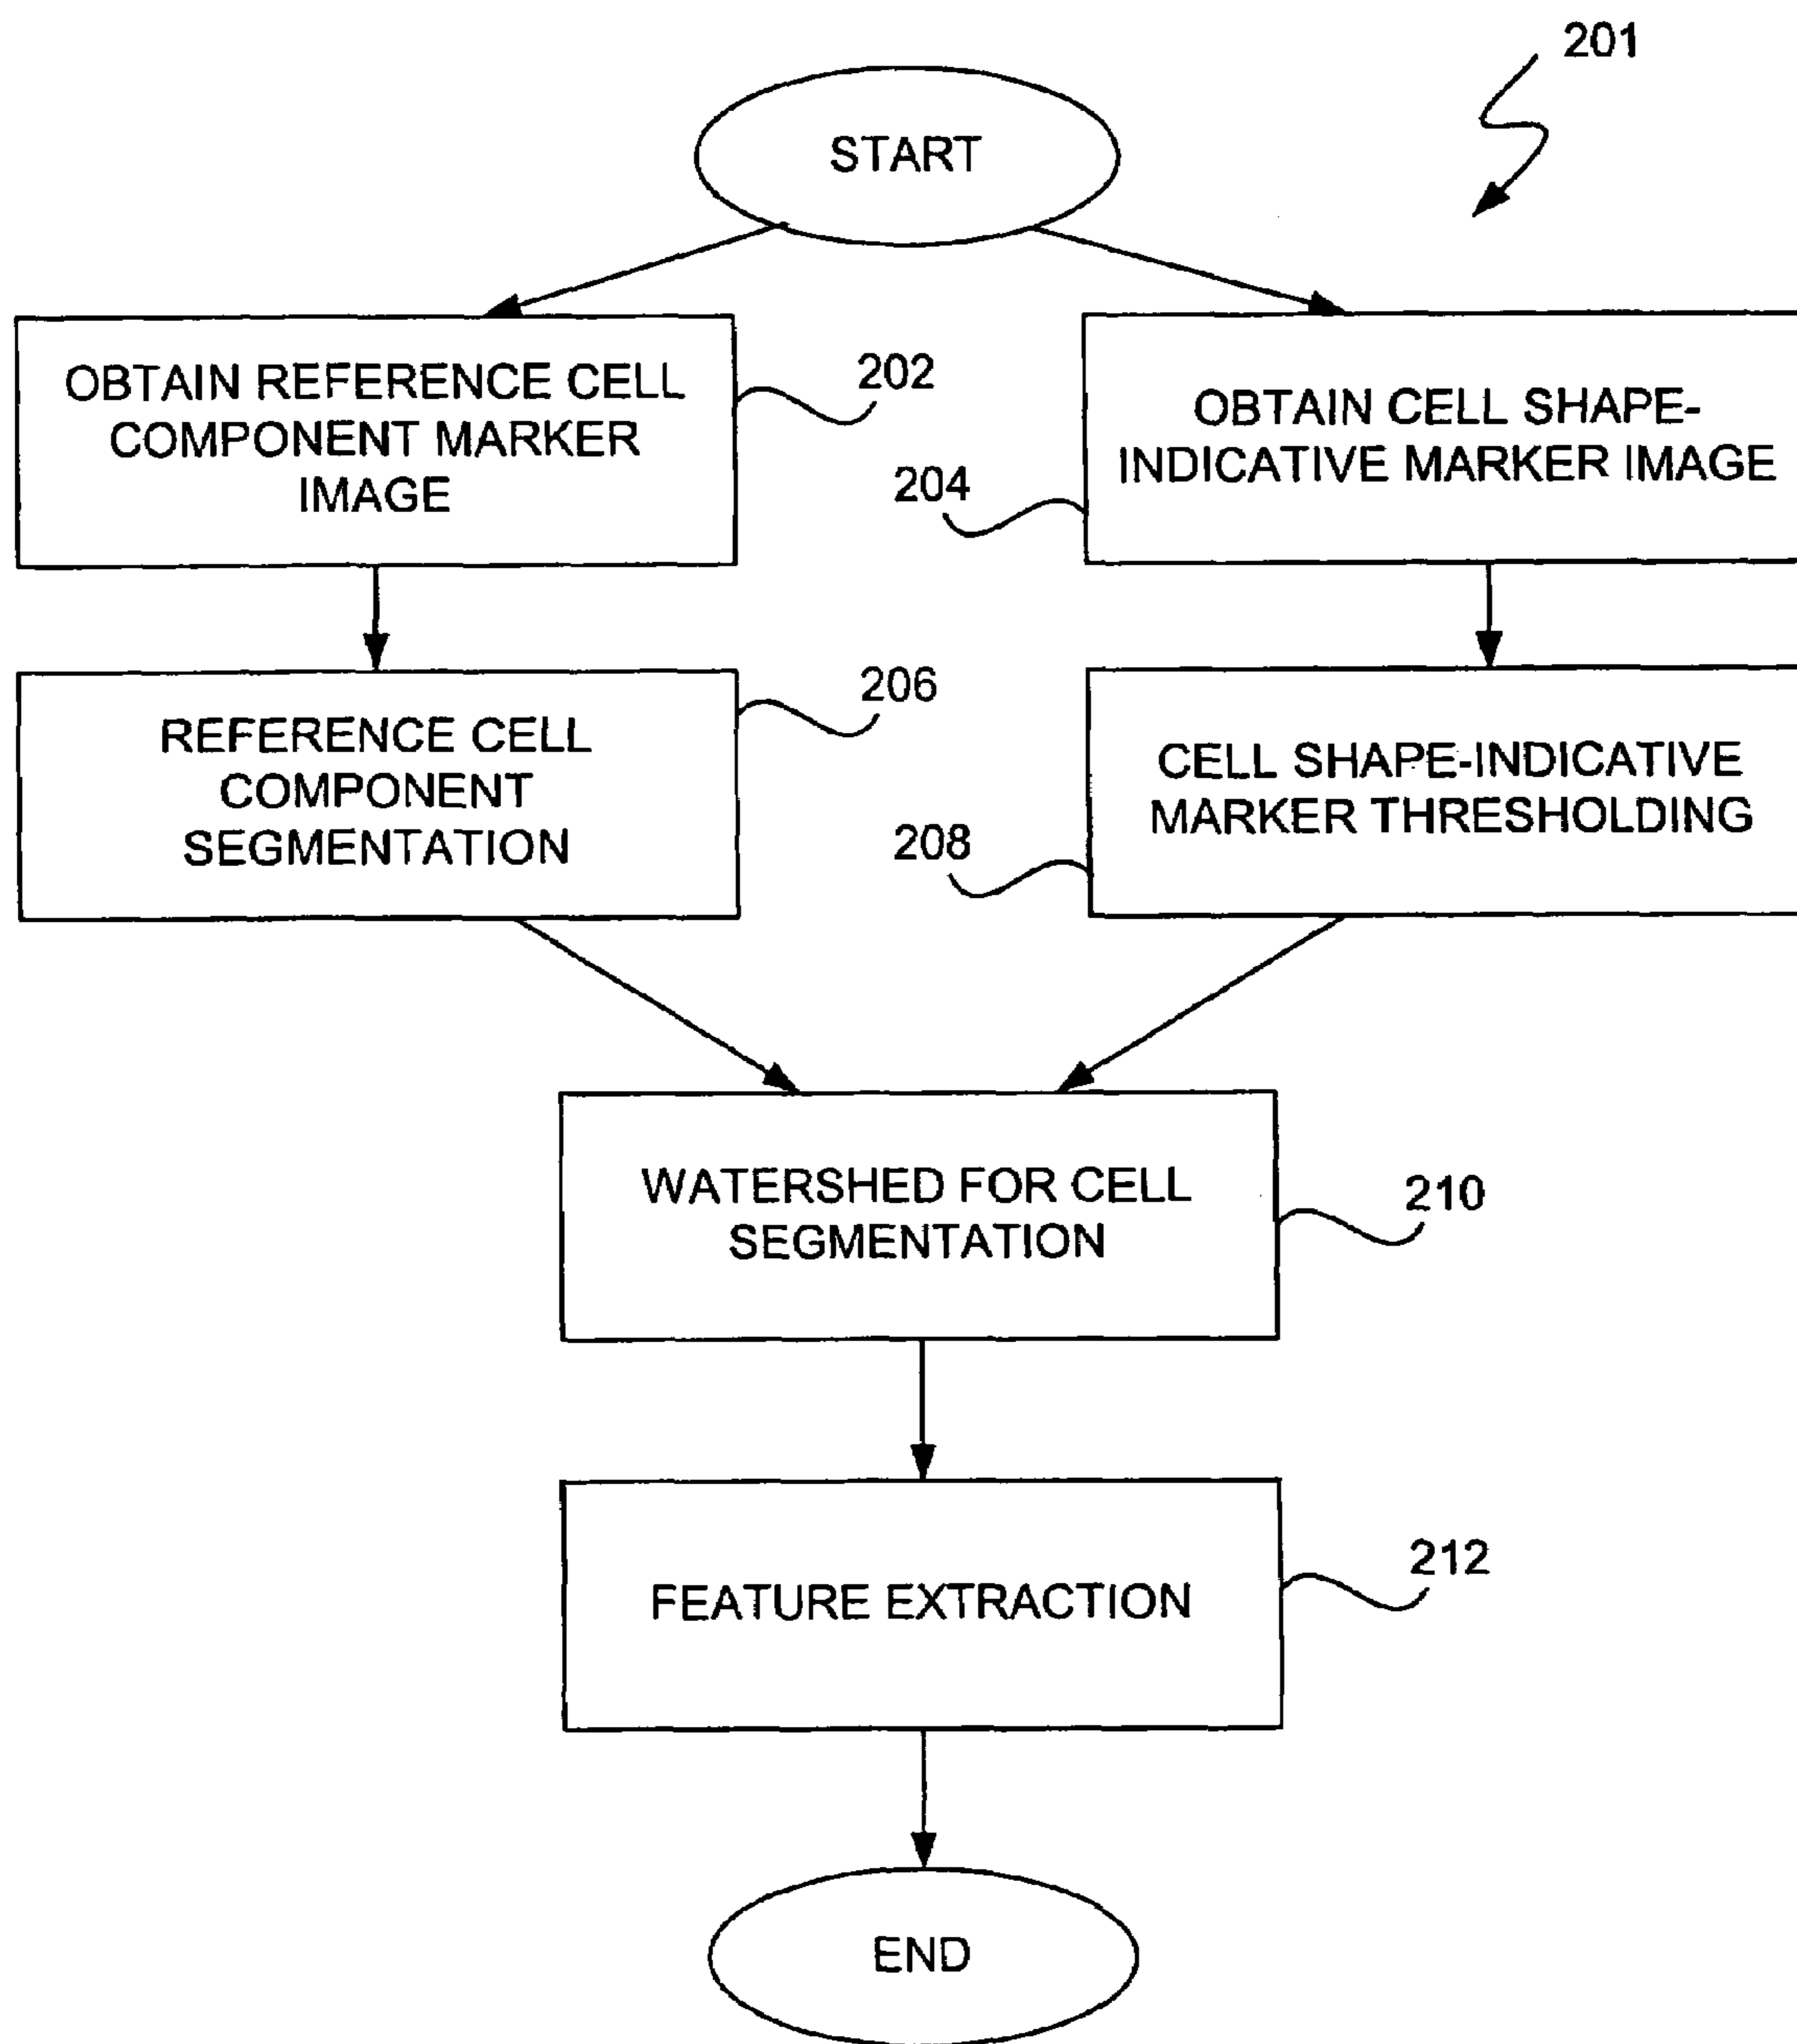 201
START
OBTAIN REFERENCE CELL
COMPONENT MARKER
IMAGE
202
OBTAIN CELL SHAPE-
INDICATIVE MARKER IMAGE
204
REFERENCE CELL
COMPONENT
SEGMENTATION
206
CELL SHAPE-INDICATIVE
MARKER THRESHOLDING
208
WATERSHED FOR CELL
SEGMENTATION
210
FEATURE EXTRACTION
212
END